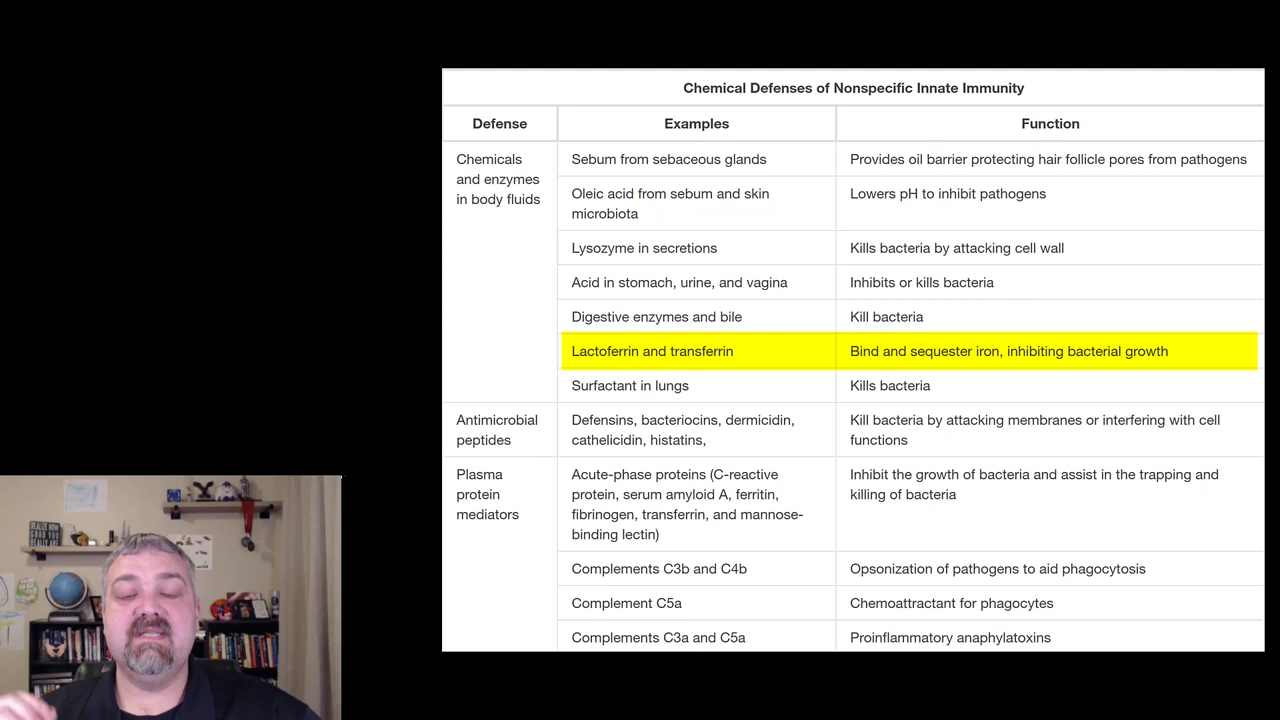 Chemical Defenses of Nonspecific Innate Immunity
Defense Examples Function
Chemicals
and enzymes
in body fluids
Sebum from sebaceous glands
Provides oil barrier protecting hair follicle pores from pathogens
Oleic acid from sebum and skin
microbiota
Lowers pH to inhibit pathogens
Lysozyme in secretions
Kills bacteria by attacking cell wall
Acid in stomach, urine, and vagina
Inhibits or kills bacteria
Digestive enzymes and bile
Kill bacteria
Lactoferrin and transferrin
Bind and sequester iron, inhibiting bacterial growth
Surfactant in lungs
Kills bacteria
Antimicrobial
peptides
Defensins, bacteriocins, dermicidin,
cathelicidin, histatins,
Kill bacteria by attacking membranes or interfering with cell
functions
Plasma
protein
mediators
Acute-phase proteins (C-reactive
protein, serum amyloid A, ferritin,
fibrinogen, transferrin, and mannose-
binding lectin)
Inhibit the growth of bacteria and assist in the trapping and
killing of bacteria
Complements C3b and C4b
Opsonization of pathogens to aid phagocytosis
Complement C5a
Chemoattractant for phagocytes
Complements C3a and C5a
Proinflammatory anaphylatoxins